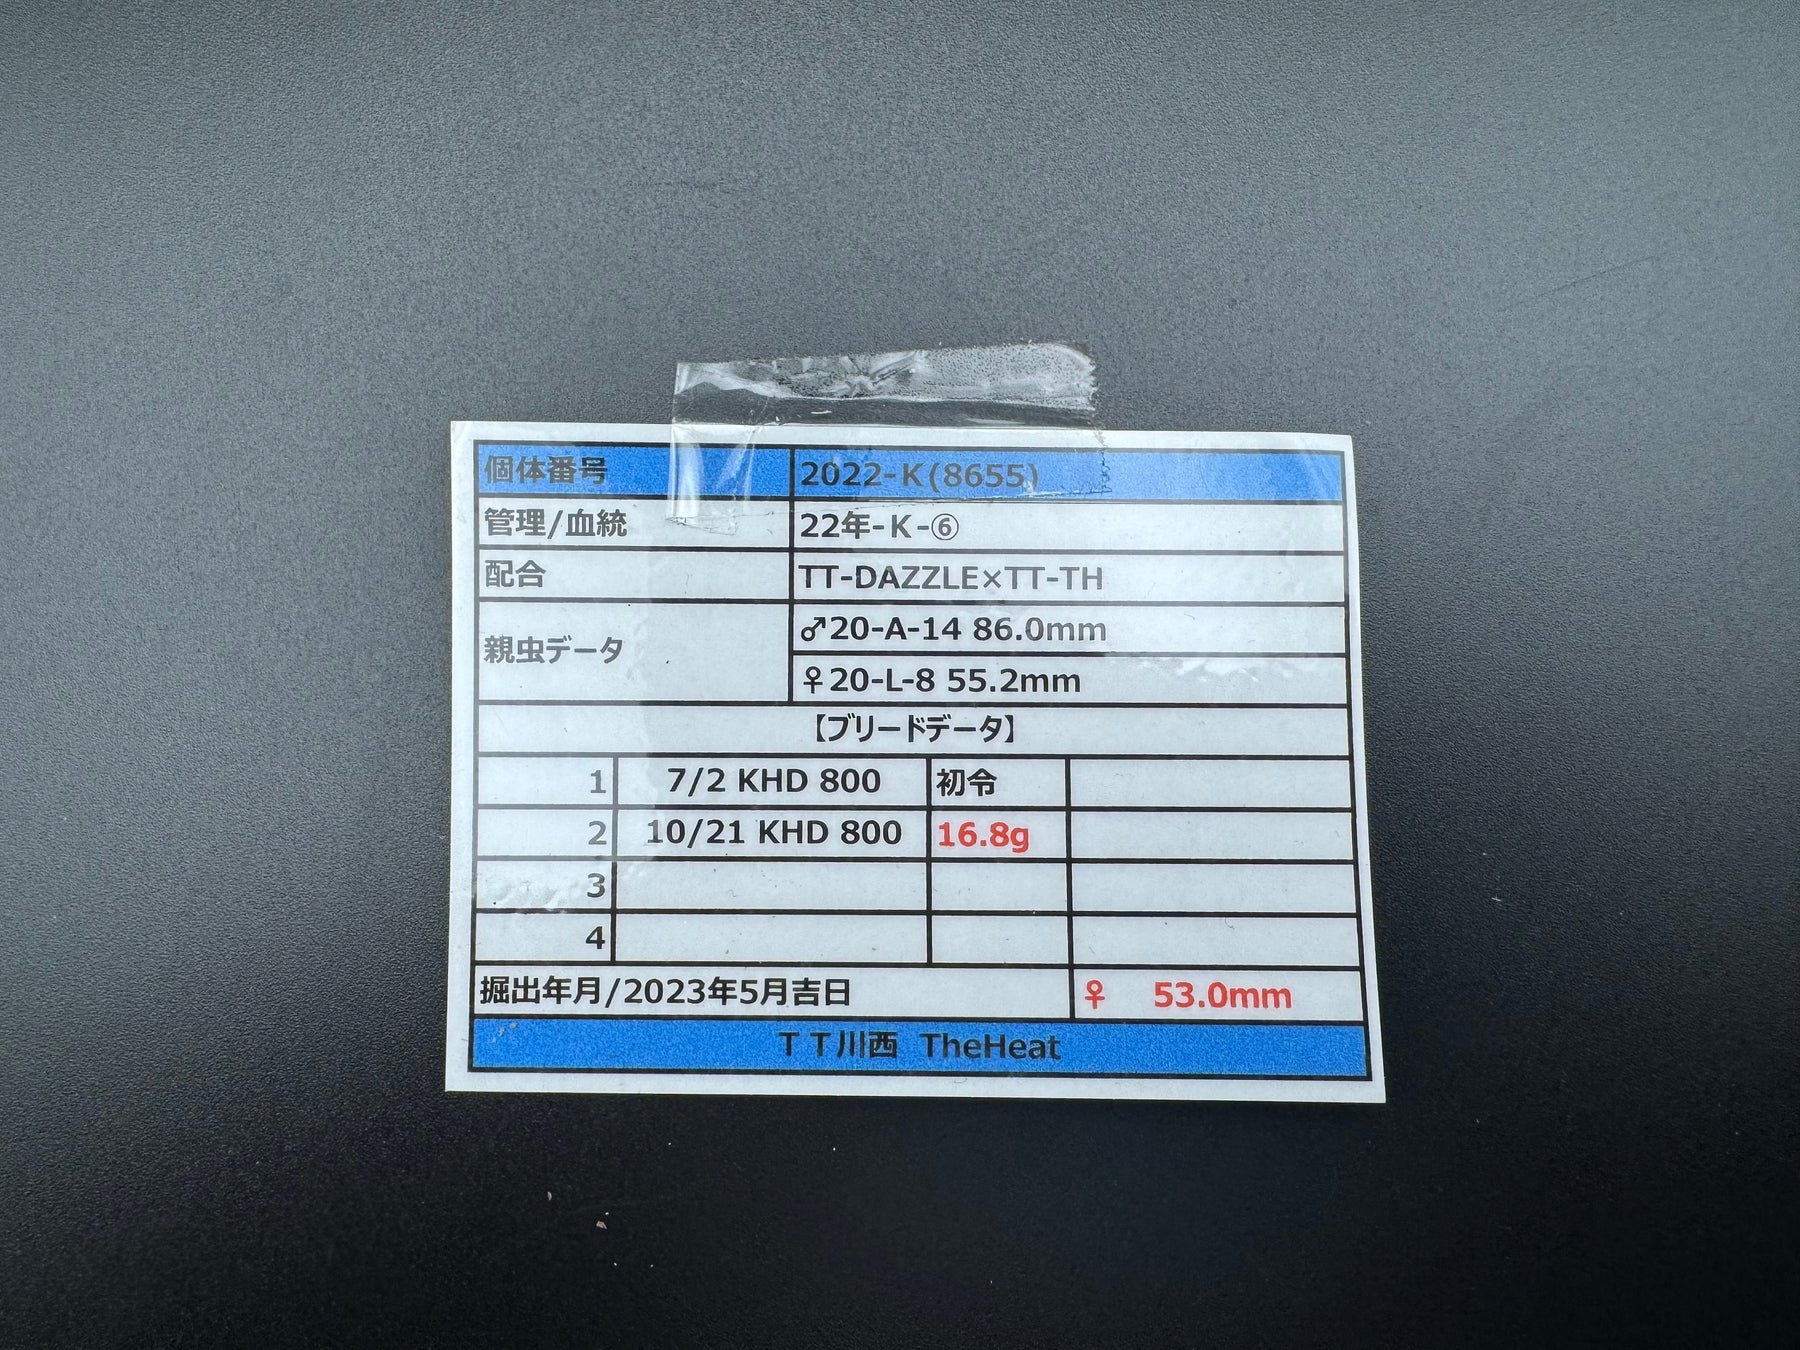 個体番号 2022-K(8655)
管理/血統 22年-K-⑥
配合 TT-DAZZLE×TT-TH
親虫データ ♂20-A-14 86.0mm
♀20-L-8 55.2mm
【ブリードデータ】
1 7/2 KHD 800 初令
2 10/21 KHD 800 16.8g
3
4
掘出年月/2023年5月吉日 ♀ 53.0mm
TT川西 TheHeat